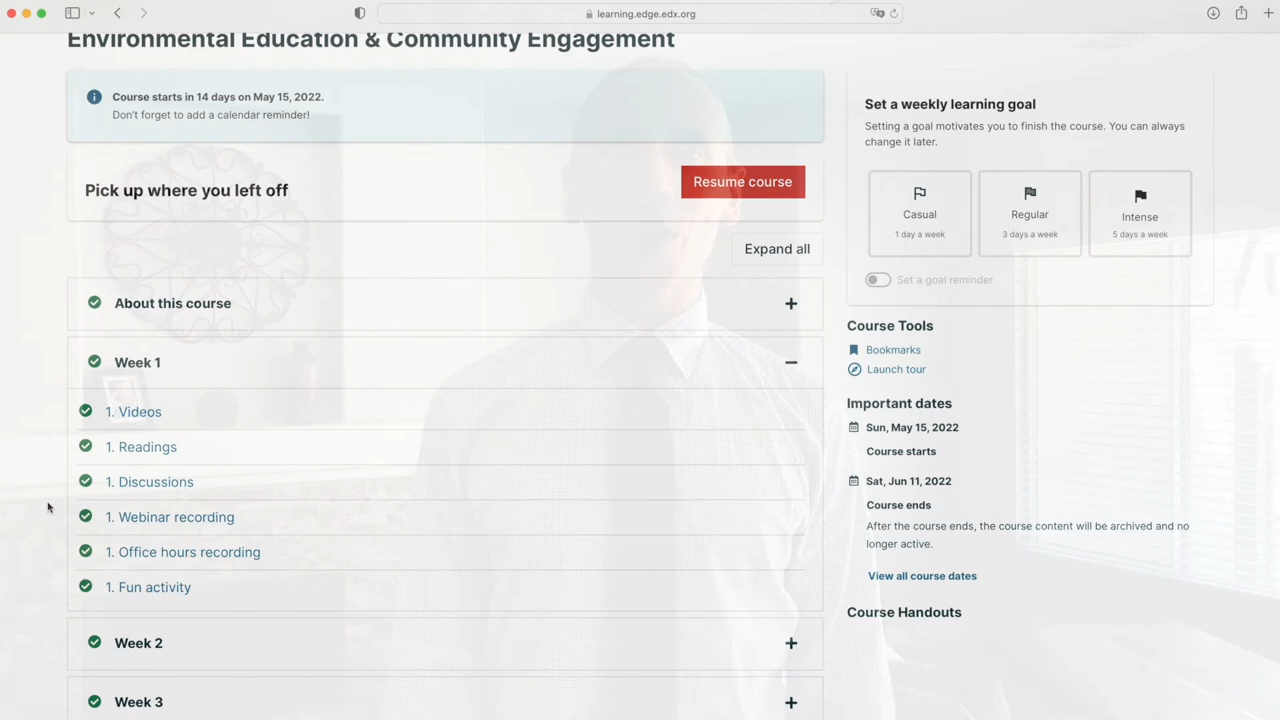 learning.edge.edx.org
Environmental Education & Community Engagement
Course starts in 14 days on May 15, 2022.
Don't forget to add a calendar reminder!
Pick up where you left off
Resume course
Expand all
About this course
Week 1
1. Videos
1. Readings
1. Discussions
1. Webinar recording
1. Office hours recording
1. Fun activity
Week 2
Week 3
Set a weekly learning goal
Setting a goal motivates you to finish the course. You can always
change it later.
Casual
1 day a week
Regular
3 days a week
Intense
5 days a week
Set a goal reminder
Course Tools
Bookmarks
Launch tour
Important dates
Sun, May 15, 2022
Course starts
Sat, Jun 11, 2022
Course ends
After the course ends, the course content will be archived and no
longer active.
View all course dates
Course Handouts